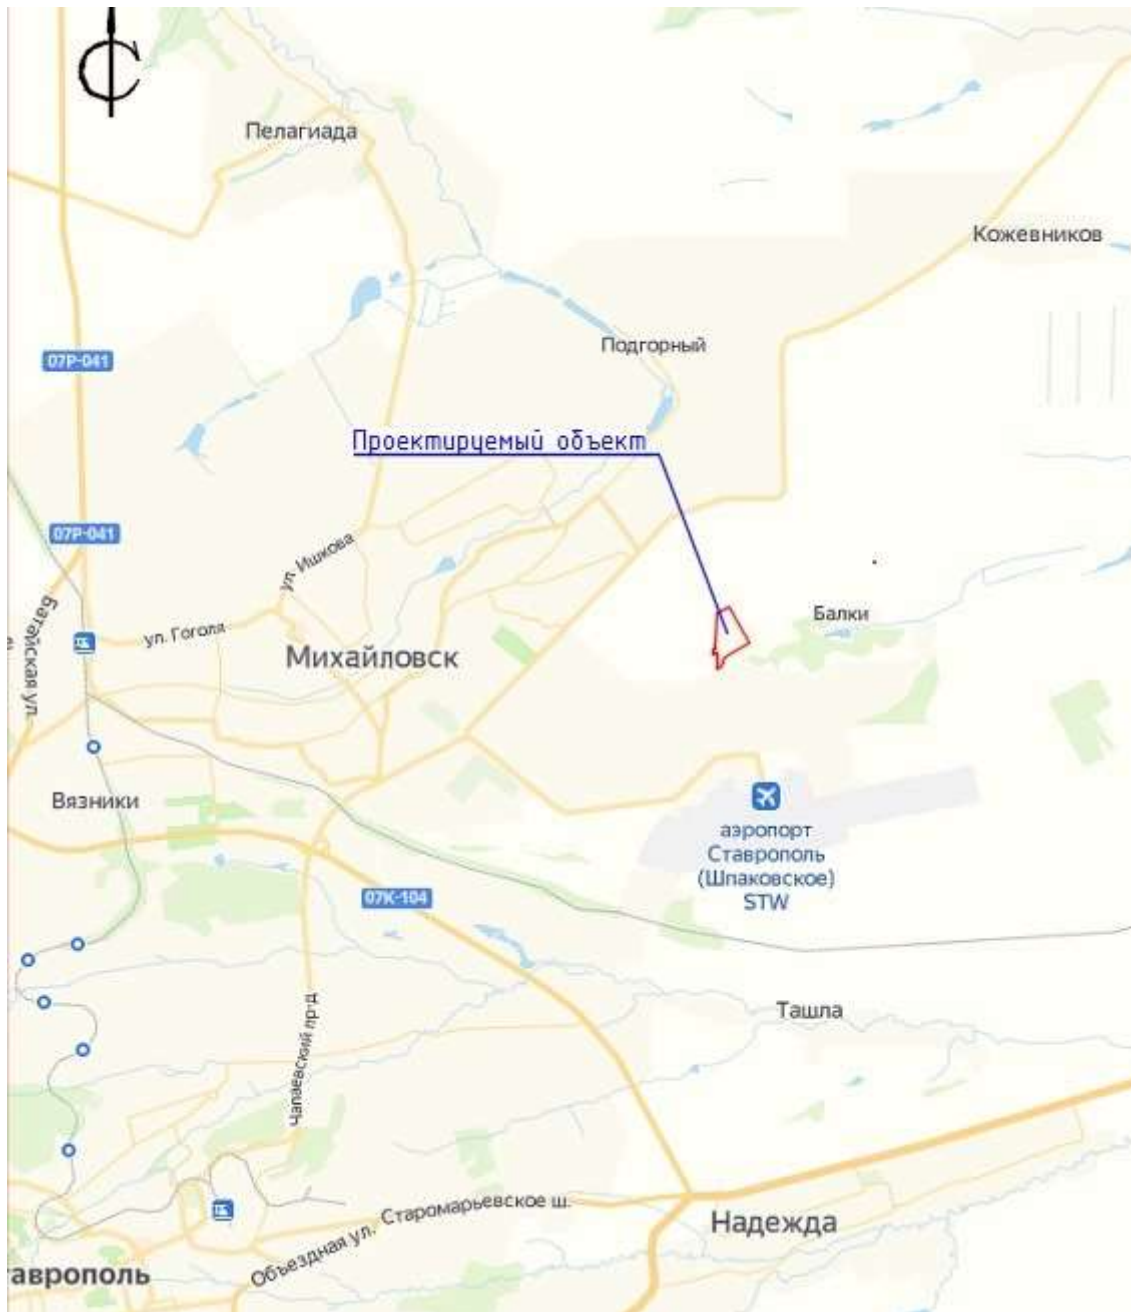 С
Пелагиада
Кожевников
Подгорный
07Р-041
Проектируемый объект
07Р-041
ул. Ишкова
Балки
Батайская ул.
ул. Гоголя
Михайловск
Вязники
аэропорт
Ставрополь
(Шпаковское)
STW
07К-104
Ташла
Чапаевский пр-д
Старомарьевское ш.
Надежда
Объездная ул.
аврополь